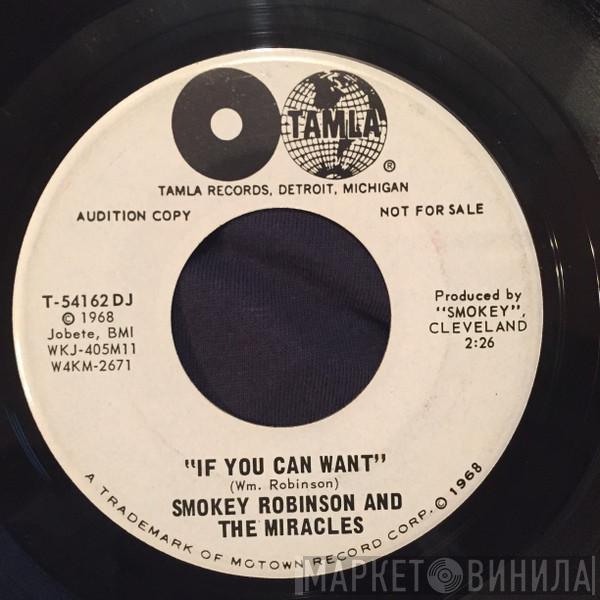 TAMLA
®
TAMLA RECORDS, DETROIT, MICHIGAN
AUDITION COPY
NOT FOR SALE
T-54162 DJ
© 1968
Jobete, BMI
WKJ-405M11
W4KM-2671
Produced by
"SMOKEY",
CLEVELAND
2:26
"IF YOU CAN WANT"
(Wm. Robinson)
SMOKEY ROBINSON AND
THE MIRACLES
A TRADEMARK OF MOTOWN RECORD CORP. © 1968
МАРКЕТ ВИНИЛА